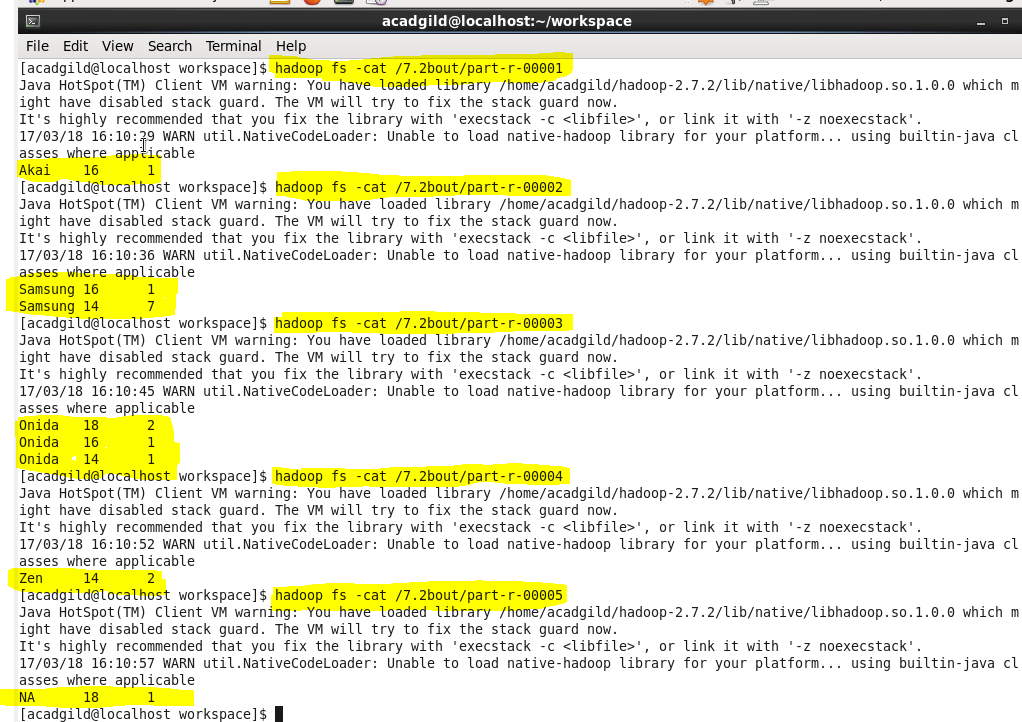 acadgild@localhost:~/workspace
File Edit View Search Terminal Help
[acadgild@localhost workspace]$ hadoop fs -cat /7.2bout/part-r-00001
Java HotSpot(TM) Client VM warning: You have loaded library /home/acadgild/hadoop-2.7.2/lib/native/libhadoop.so.1.0.0 which m
ight have disabled stack guard. The VM will try to fix the stack guard now.
It's highly recommended that you fix the library with 'execstack -c <libfile>', or link it with '-z noexecstack'.
17/03/18 16:10:29 WARN util.NativeCodeLoader: Unable to load native-hadoop library for your platform... using builtin-java cl
asses where applicable
Akai 16 1
[acadgild@localhost workspace]$ hadoop fs -cat /7.2bout/part-r-00002
Java HotSpot(TM) Client VM warning: You have loaded library /home/acadgild/hadoop-2.7.2/lib/native/libhadoop.so.1.0.0 which m
ight have disabled stack guard. The VM will try to fix the stack guard now.
It's highly recommended that you fix the library with 'execstack -c <libfile>', or link it with '-z noexecstack'.
17/03/18 16:10:36 WARN util.NativeCodeLoader: Unable to load native-hadoop library for your platform... using builtin-java cl
asses where applicable
Samsung 16 1
Samsung 14 7
[acadgild@localhost workspace]$ hadoop fs -cat /7.2bout/part-r-00003
Java HotSpot(TM) Client VM warning: You have loaded library /home/acadgild/hadoop-2.7.2/lib/native/libhadoop.so.1.0.0 which m
ight have disabled stack guard. The VM will try to fix the stack guard now.
It's highly recommended that you fix the library with 'execstack -c <libfile>', or link it with '-z noexecstack'.
17/03/18 16:10:45 WARN util.NativeCodeLoader: Unable to load native-hadoop library for your platform... using builtin-java cl
asses where applicable
Onida 18 2
Onida 16 1
Onida 14 1
[acadgild@localhost workspace]$ hadoop fs -cat /7.2bout/part-r-00004
Java HotSpot(TM) Client VM warning: You have loaded library /home/acadgild/hadoop-2.7.2/lib/native/libhadoop.so.1.0.0 which m
ight have disabled stack guard. The VM will try to fix the stack guard now.
It's highly recommended that you fix the library with 'execstack -c <libfile>', or link it with '-z noexecstack'.
17/03/18 16:10:52 WARN util.NativeCodeLoader: Unable to load native-hadoop library for your platform... using builtin-java cl
asses where applicable
Zen 14 2
[acadgild@localhost workspace]$ hadoop fs -cat /7.2bout/part-r-00005
Java HotSpot(TM) Client VM warning: You have loaded library /home/acadgild/hadoop-2.7.2/lib/native/libhadoop.so.1.0.0 which m
ight have disabled stack guard. The VM will try to fix the stack guard now.
It's highly recommended that you fix the library with 'execstack -c <libfile>', or link it with '-z noexecstack'.
17/03/18 16:10:57 WARN util.NativeCodeLoader: Unable to load native-hadoop library for your platform... using builtin-java cl
asses where applicable
NA 18 1
[acadgild@localhost workspace]$